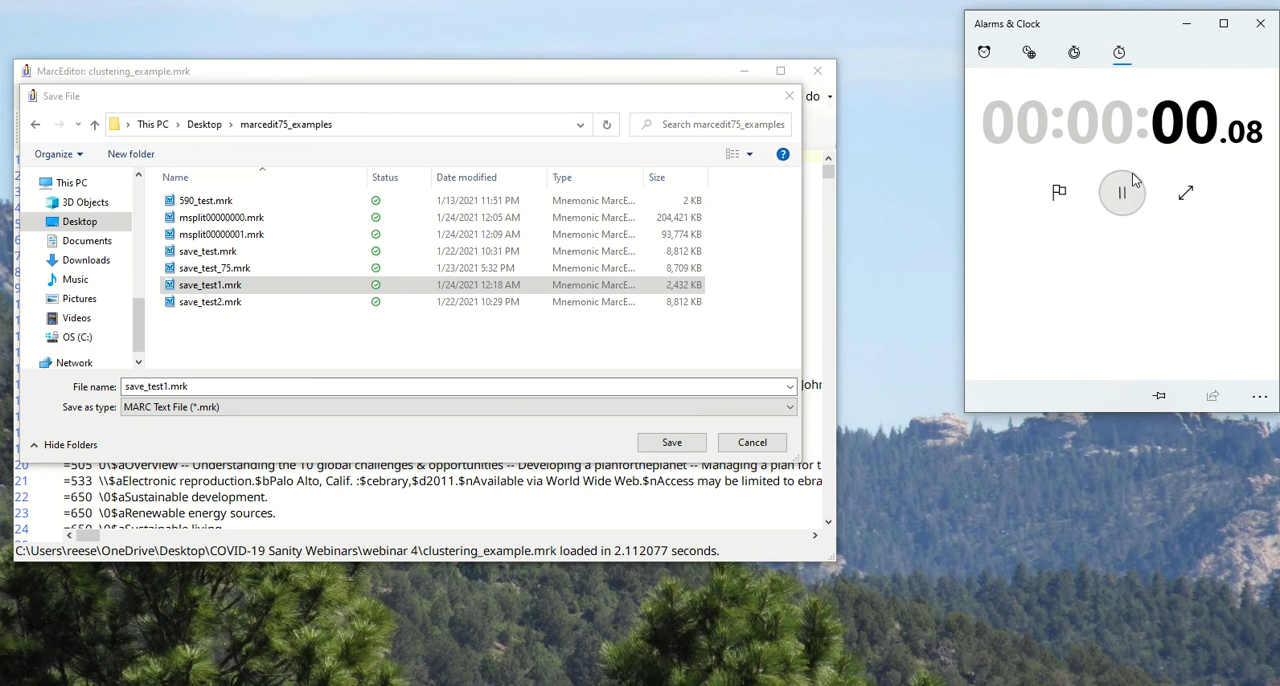 Alarms & Clock
00:00:00.08
MarcEditor: clustering_example.mrk
do
Save File
This PC > Desktop > marcedit75_examples
Search marcedit75_examples
Organize
New folder
Name Status Date modified Type Size
This PC
3D Objects
Desktop
Documents
Downloads
Music
Pictures
Videos
OS (C:)
Network
590_test.mrk 1/13/2021 11:51 PM Mnemonic MarcE... 2 KB
msplit00000000.mrk 1/24/2021 12:05 AM Mnemonic MarcE... 204,421 KB
msplit00000001.mrk 1/24/2021 12:09 AM Mnemonic MarcE... 93,774 KB
save_test.mrk 1/22/2021 10:31 PM Mnemonic MarcE... 8,812 KB
save_test_75.mrk 1/23/2021 5:32 PM Mnemonic MarcE... 8,709 KB
save_test1.mrk 1/24/2021 12:18 AM Mnemonic MarcE... 2,432 KB
save_test2.mrk 1/22/2021 10:29 PM Mnemonic MarcE... 8,812 KB
File name: save_test1.mrk
Save as type: MARC Text File (*.mrk)
Hide Folders
Save
Cancel
20 =505 0\$aOverview -- Understanding the 10 global challenges & opportunities -- Developing a planfortheplanet -- Managing a plan for t
21 =533 \\$aElectronic reproduction.$bPalo Alto, Calif. :$cebrary,$d2011.$nAvailable via World Wide Web.$nAccess may be limited to ebra
22 =650 \0$aSustainable development.
23 =650 \0$aRenewable energy sources.
24 =650 \0$aSustainable living.
C:\Users\reese\OneDrive\Desktop\COVID-19 Sanity Webinars\webinar 4\clustering_example.mrk loaded in 2.112077 seconds.